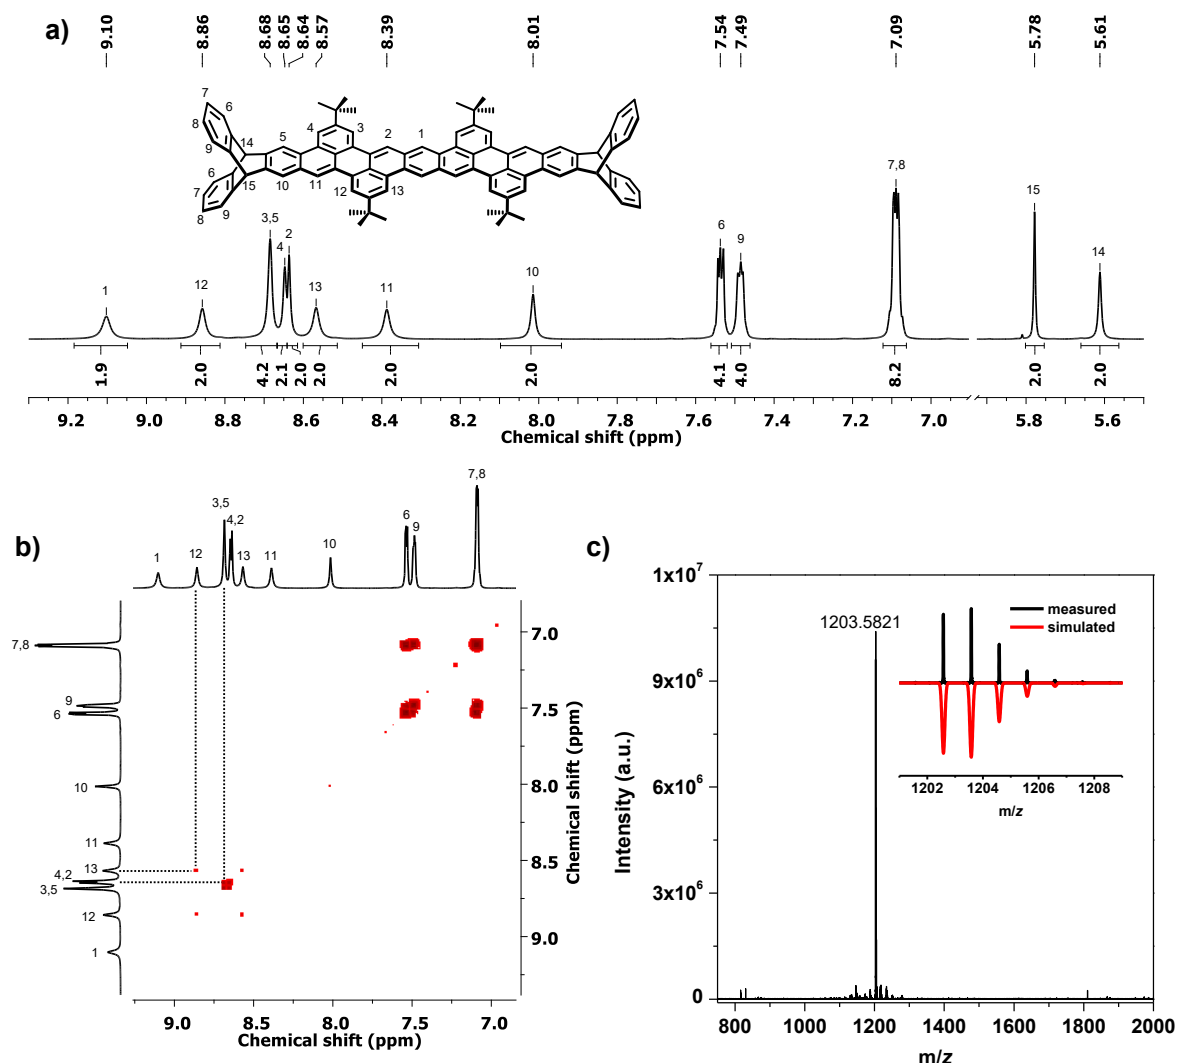 a)
9.10 8.86 8.68 8.65 8.64 8.57 8.39 8.01 7.54 7.49 7.09 5.78 5.61
7 6 4 3 2 1
8 5
9 14
6 15 10 11 12 13
7
8 9
1 12 3,5 4 2 13 11 10 6 9 7,8 15 14
1.9 2.0 4.2 2.1 2.0 2.0 2.0 2.0 4.1 4.0 8.2 2.0 2.0
9.2 9.0 8.8 8.6 8.4 8.2 8.0 7.8 7.6 7.4 7.2 7.0 5.8 5.6
Chemical shift (ppm)
b)
1 12 3,5 4,2 13 11 10 6 9 7,8
7,8
9
6
10
11
13
4,2
3,5
12
1
7.0
7.5
8.0
8.5
9.0
Chemical shift (ppm)
9.0 8.5 8.0 7.5 7.0
Chemical shift (ppm)
c)
1x10⁷
9x10⁶
6x10⁶
3x10⁶
0
Intensity (a.u.)
1203.5821
measured
simulated
1202 1204 1206 1208
m/z
800 1000 1200 1400 1600 1800 2000
m/z